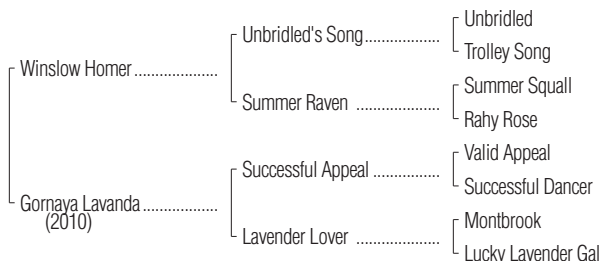 Unbridled
Unbridled's Song..................
Trolley Song
Winslow Homer ....................
Summer Squall
Summer Raven ..................
Rahy Rose
Valid Appeal
Successful Appeal ................
Successful Dancer
Gornaya Lavanda ..................
(2010)
Montbrook
Lavender Lover ..................
Lucky Lavender Gal